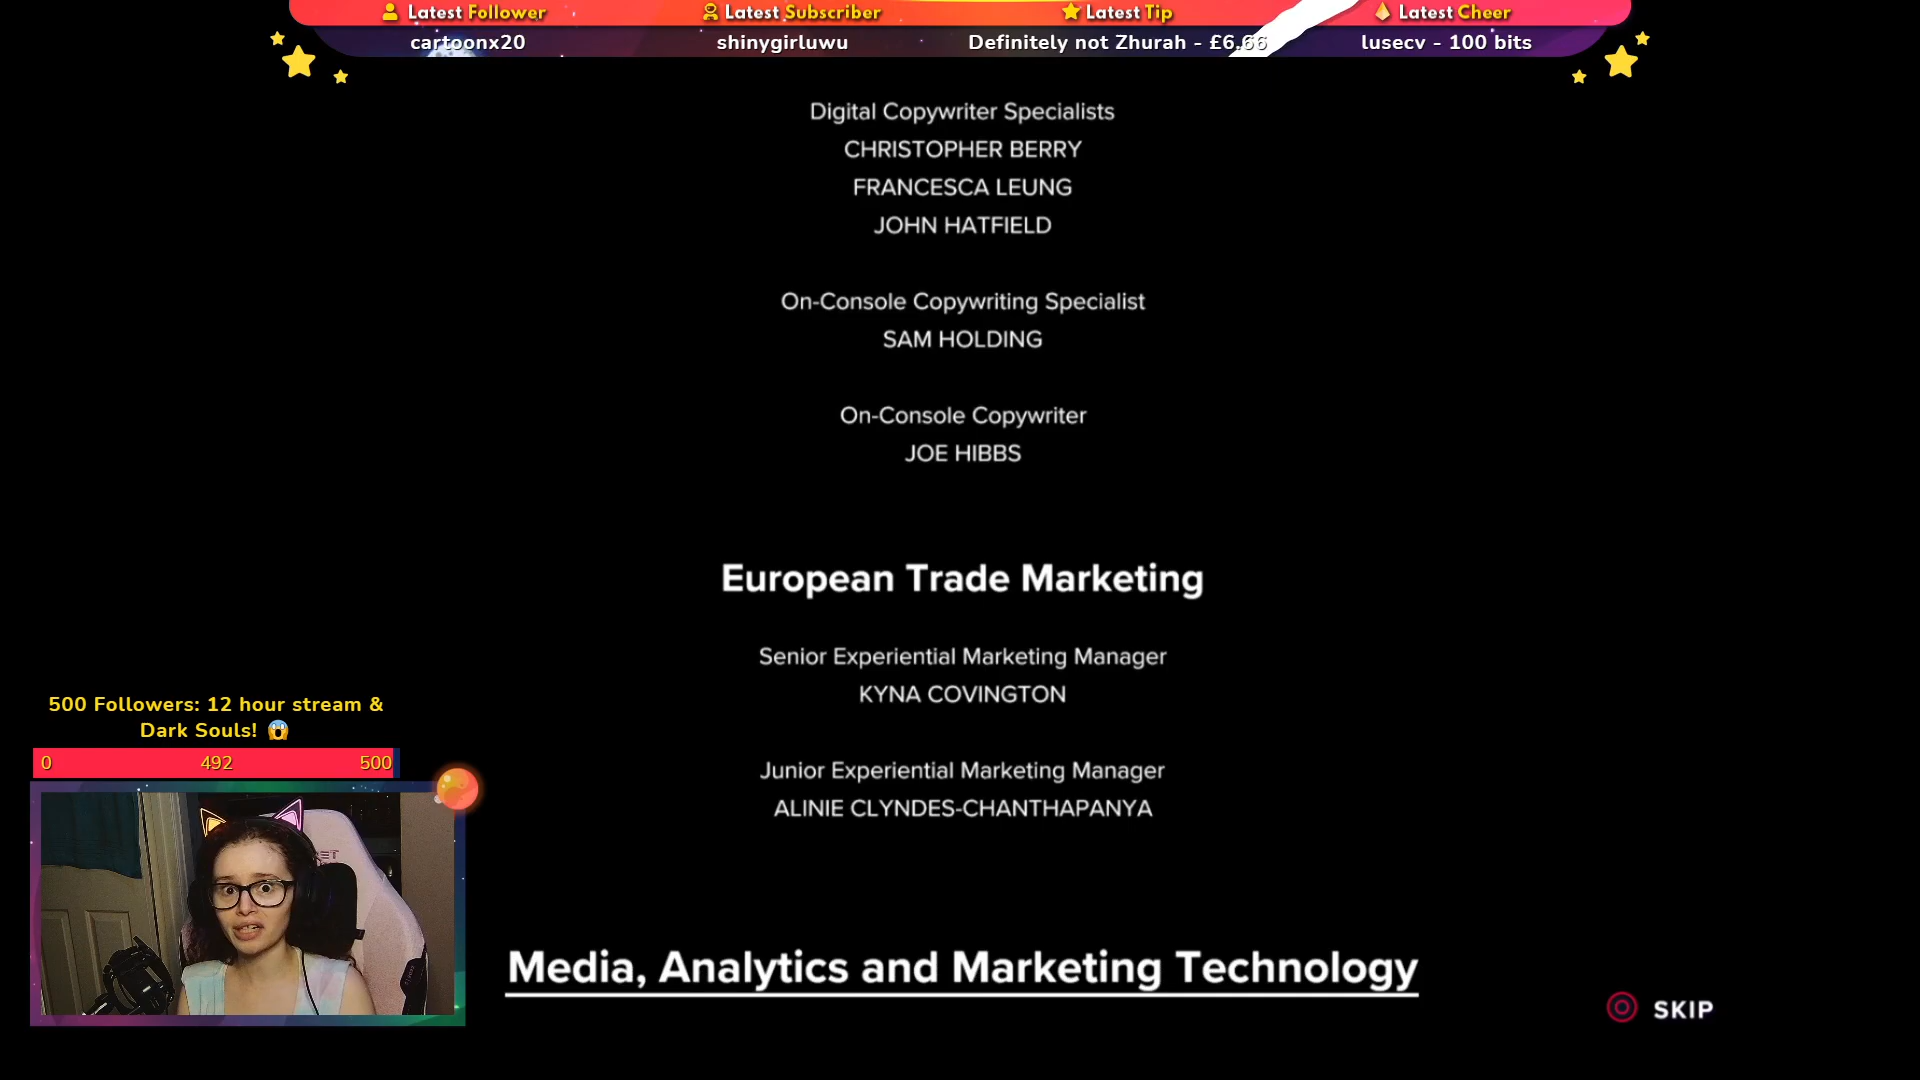 Latest Follower
cartoonx20
Latest Subscriber
shinygirluwu
Latest Tip
Definitely not Zhurah - £6.66
Latest Cheer
lusecv - 100 bits
Digital Copywriter Specialists
CHRISTOPHER BERRY
FRANCESCA LEUNG
JOHN HATFIELD
On-Console Copywriting Specialist
SAM HOLDING
On-Console Copywriter
JOE HIBBS
European Trade Marketing
Senior Experiential Marketing Manager
KYNA COVINGTON
Junior Experiential Marketing Manager
ALINIE CLYNDES-CHANTHAPANYA
Media, Analytics and Marketing Technology
500 Followers: 12 hour stream &
Dark Souls! 😱
0 492 500
SKIP